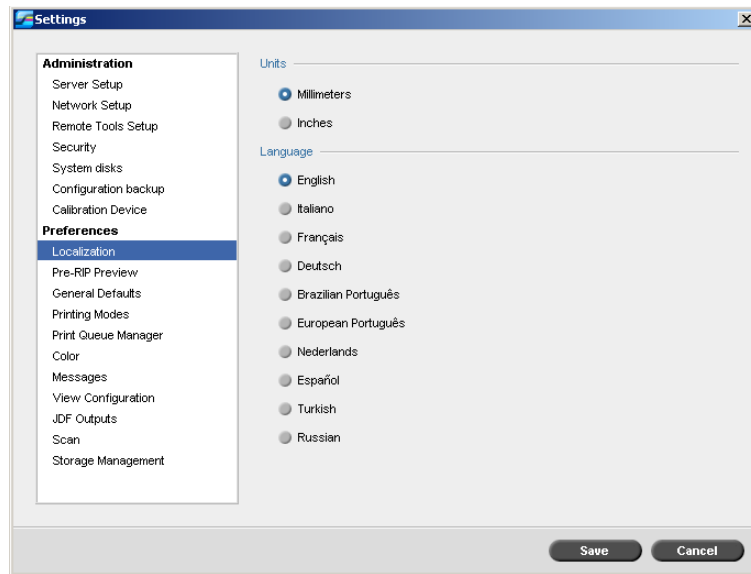 Settings
Administration
Server Setup
Network Setup
Remote Tools Setup
Security
System disks
Configuration backup
Calibration Device
Preferences
Localization
Pre-RIP Preview
General Defaults
Printing Modes
Print Queue Manager
Color
Messages
View Configuration
JDF Outputs
Scan
Storage Management
Units
Millimeters
Inches
Language
English
Italiano
Français
Deutsch
Brazilian Português
European Português
Nederlands
Español
Turkish
Russian
Save
Cancel